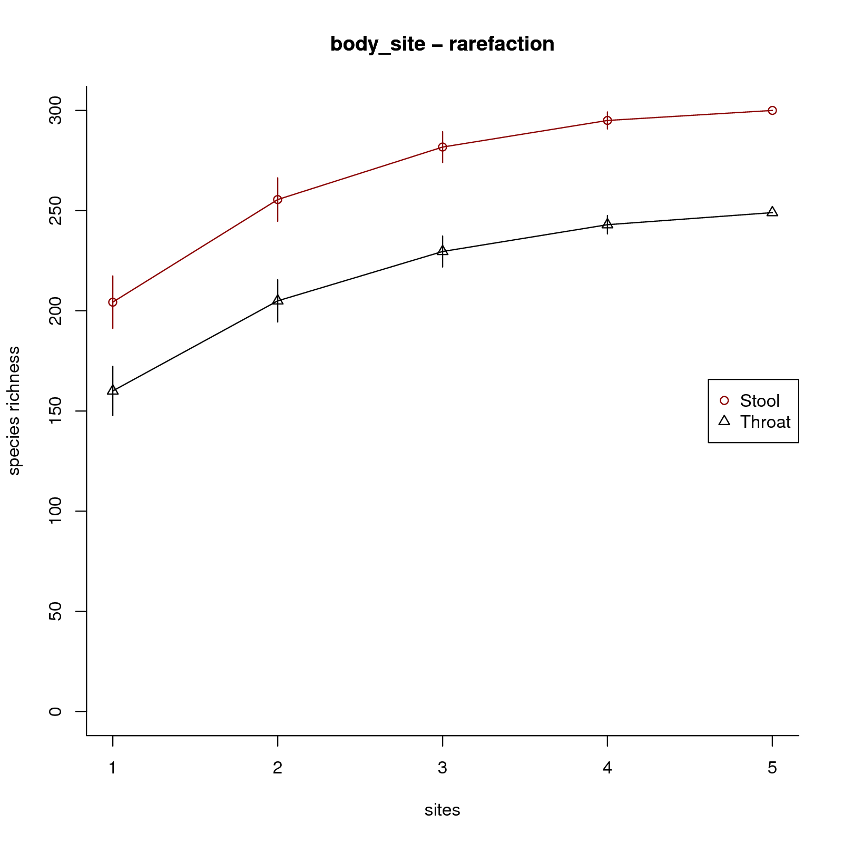 body_site – rarefaction
species richness
300
250
200
150
100
50
0
Stool
Throat
1 2 3 4 5
sites